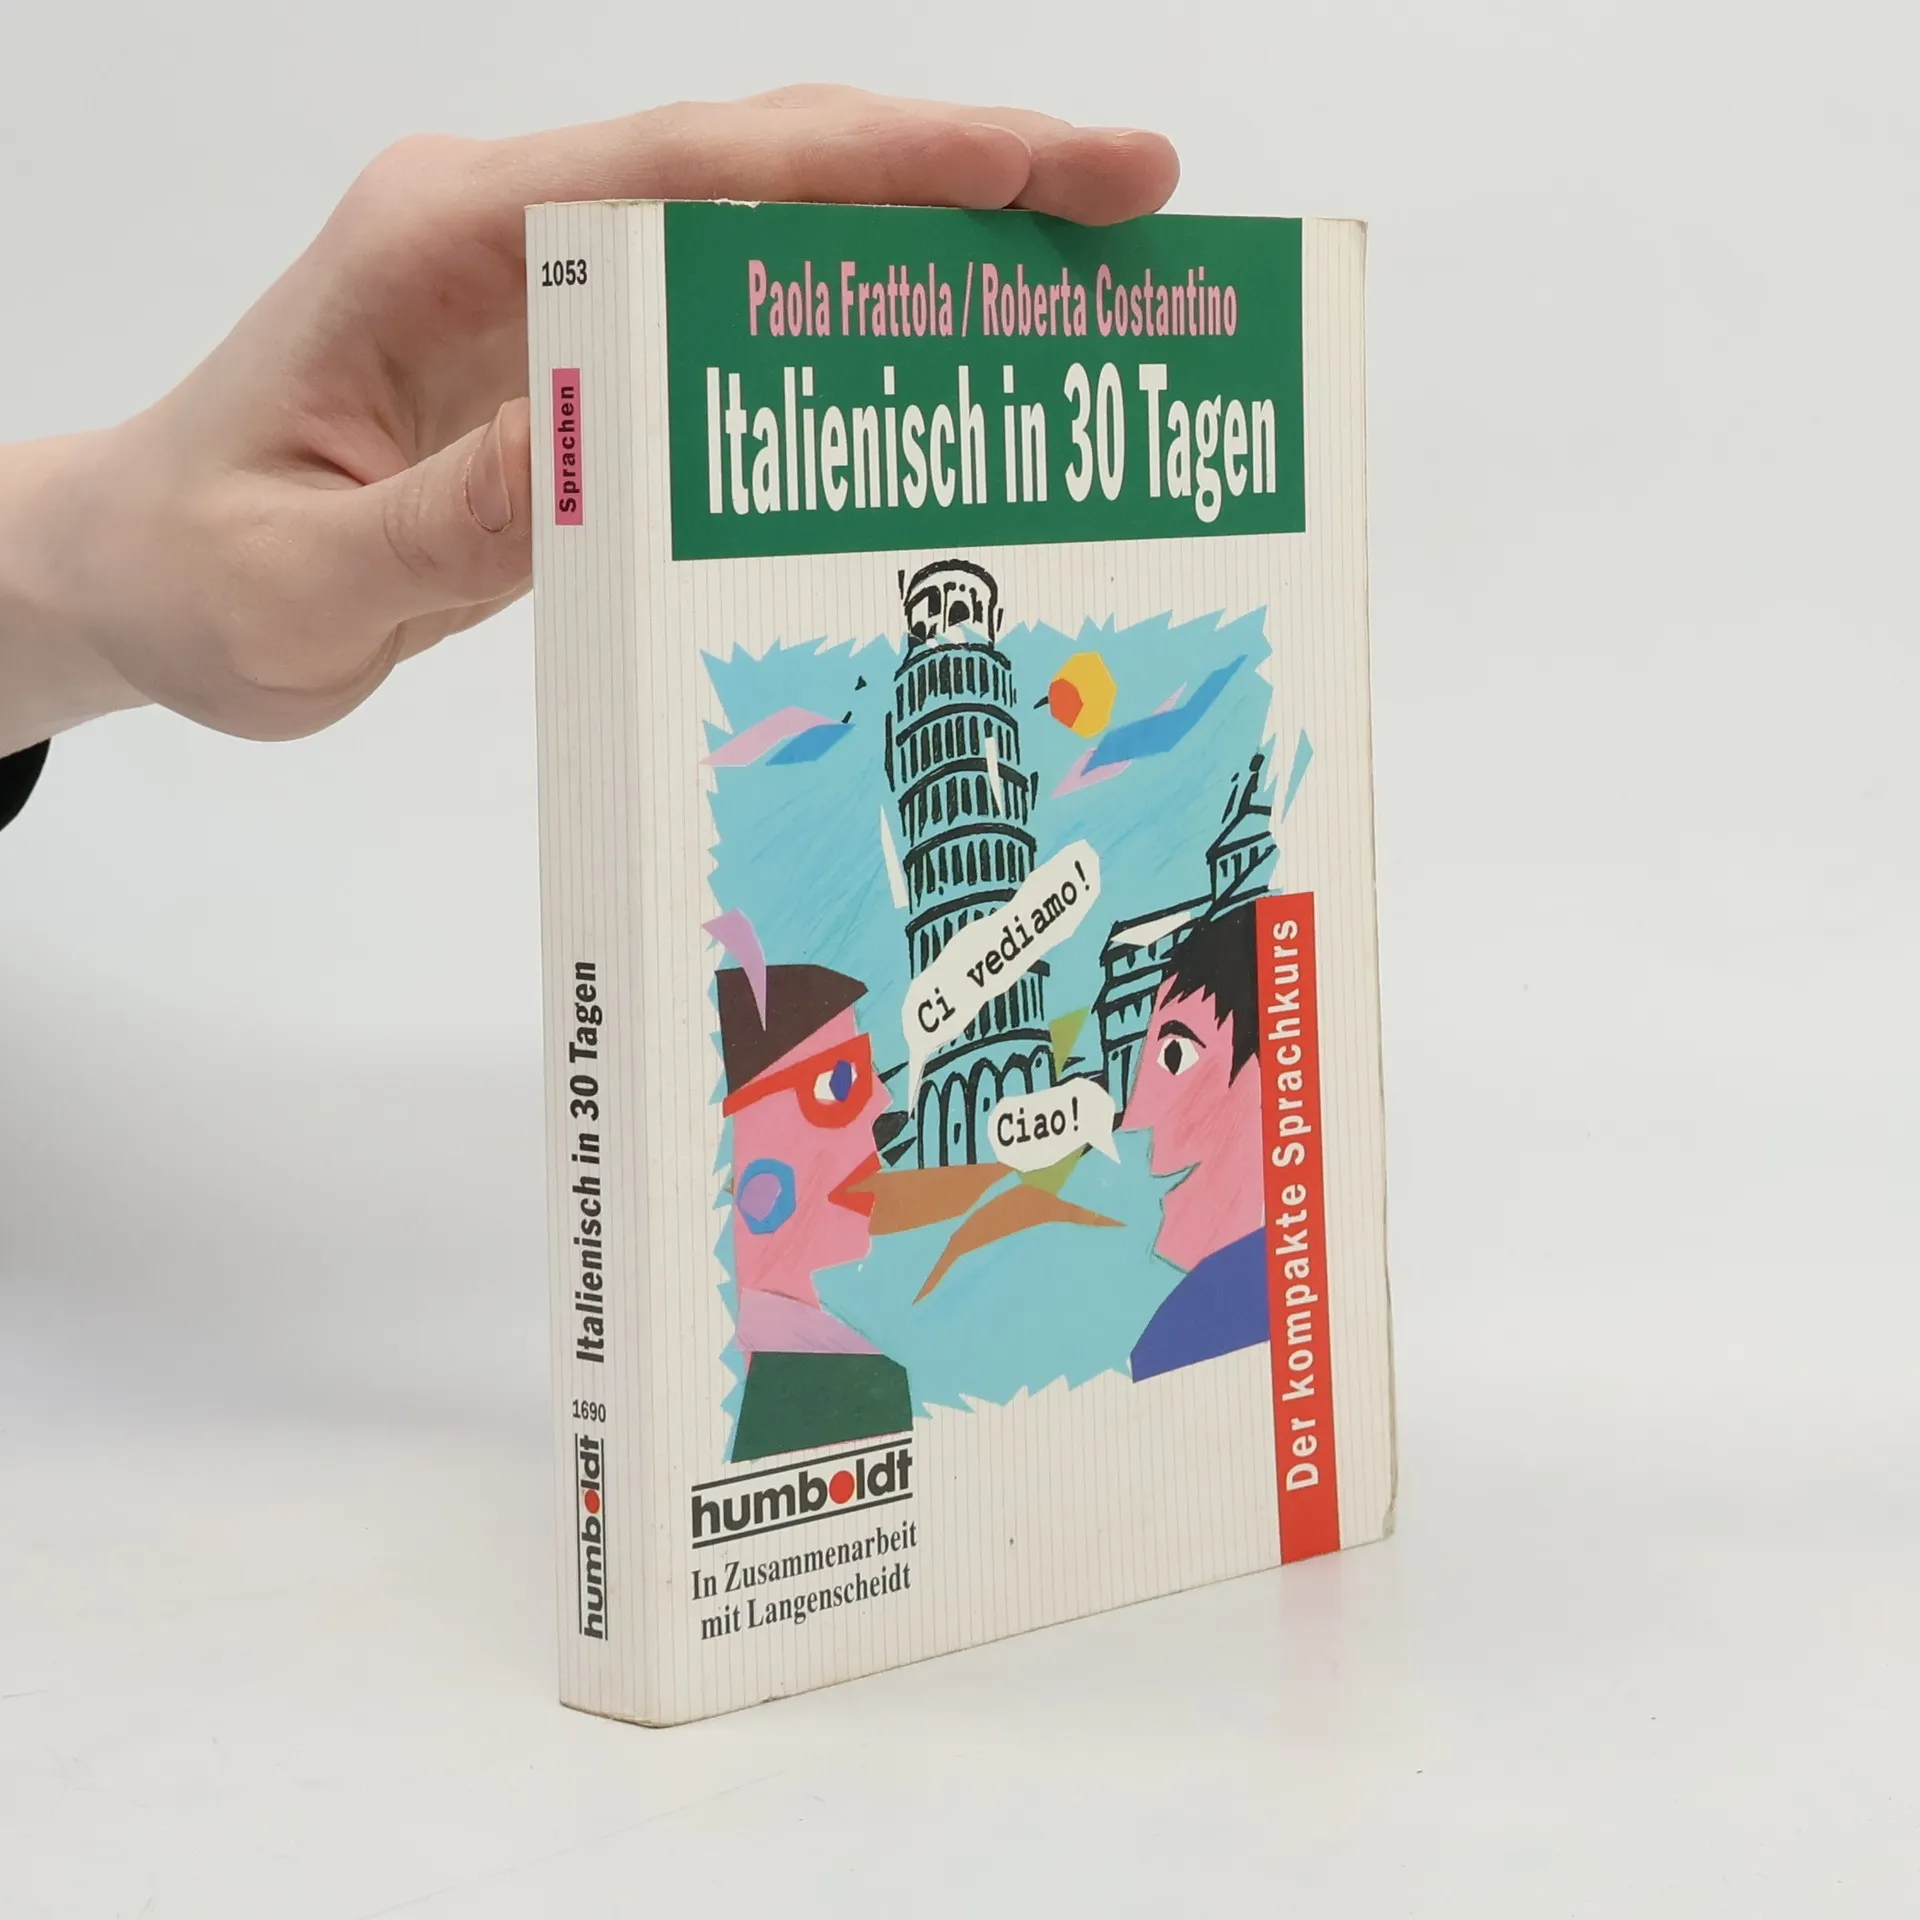 1053
Sprachen
Italienisch in 30 Tagen
1690
humboldt
Paola Frattola / Roberta Costantino
Italienisch in 30 Tagen
Ci vediamo!
Ciao!
Der kompakte Sprachkurs
humboldt
In Zusammenarbeit
mit Langenscheidt